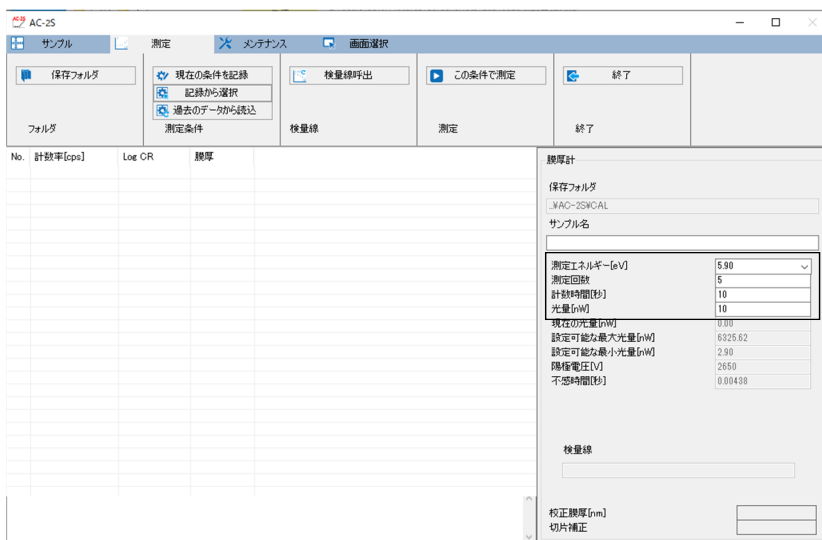 AC-2S
サンプル 測定 メンテナンス 画面選択
保存フォルダ
現在の条件を記録
記録から選択
過去のデータから読込
検量線呼出
この条件で測定
終了
フォルダ 測定条件 検量線 測定 終了
No. 計数率[cps] Log CR 膜厚
膜厚計
保存フォルダ
..¥AC-2S¥CAL
サンプル名
測定エネルギー[eV] 5.90
測定回数 5
計数時間[秒] 10
光量[nW] 10
現在の光量[nW] 0.00
設定可能な最大光量[nW] 6325.62
設定可能な最小光量[nW] 2.90
陽極電圧[V] 2650
不感時間[秒] 0.00438
検量線
校正膜厚[nm]
切片補正